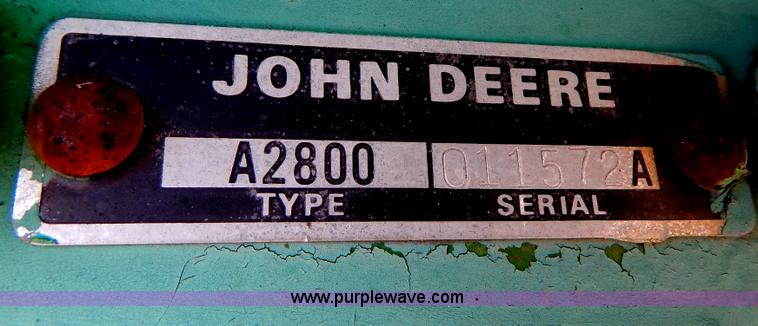 JOHN DEERE
A2800 011572A
TYPE SERIAL
www.purplewave.com